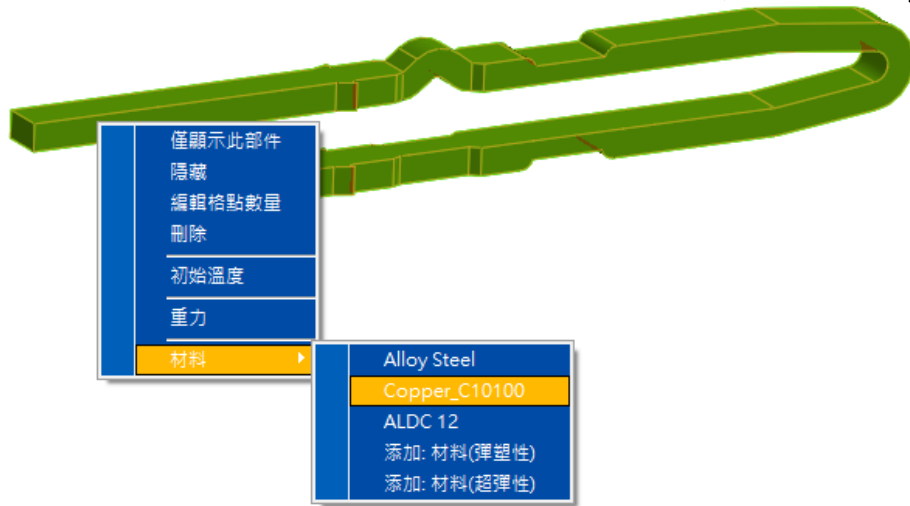 僅顯示此部件
隱藏
編輯格點數量
刪除
初始溫度
重力
材料
Alloy Steel
Copper_C10100
ALDC 12
添加: 材料(彈塑性)
添加: 材料(超彈性)